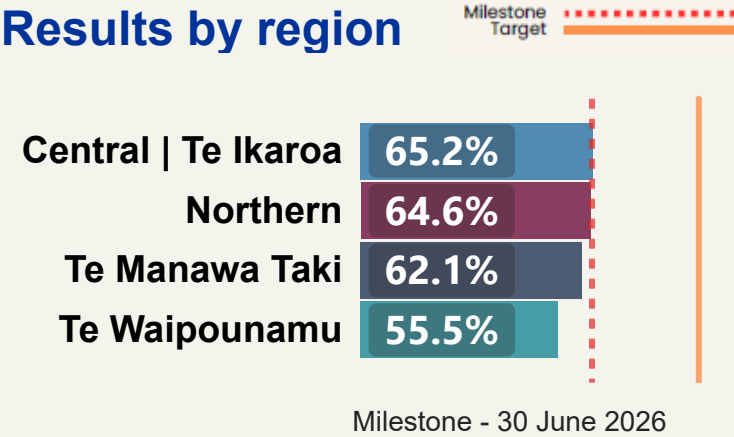 Results by region
Milestone
Target
Central | Te Ikaroa 65.2%
Northern 64.6%
Te Manawa Taki 62.1%
Te Waipounamu 55.5%
Milestone - 30 June 2026